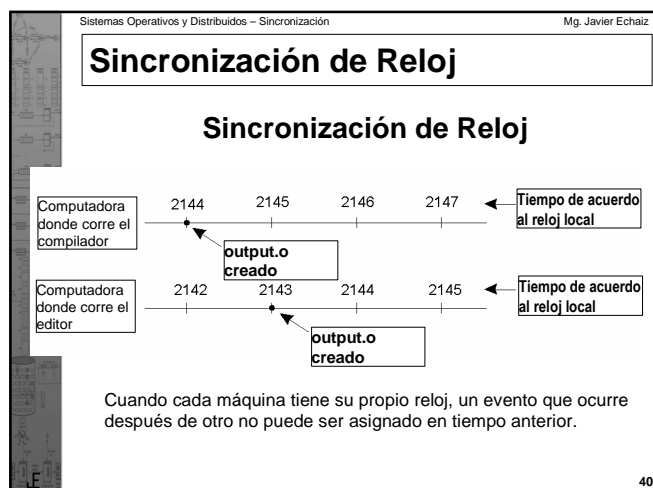 Sistemas Operativos y Distribuidos – Sincronización Mg. Javier Echaiz
Sincronización de Reloj
Sincronización de Reloj
Computadora
donde corre el
compilador
2144 2145 2146 2147
Tiempo de acuerdo
al reloj local
output.o
creado
Computadora
donde corre el
editor
2142 2143 2144 2145
Tiempo de acuerdo
al reloj local
output.o
creado
Cuando cada máquina tiene su propio reloj, un evento que ocurre
después de otro no puede ser asignado en tiempo anterior.
JE
40